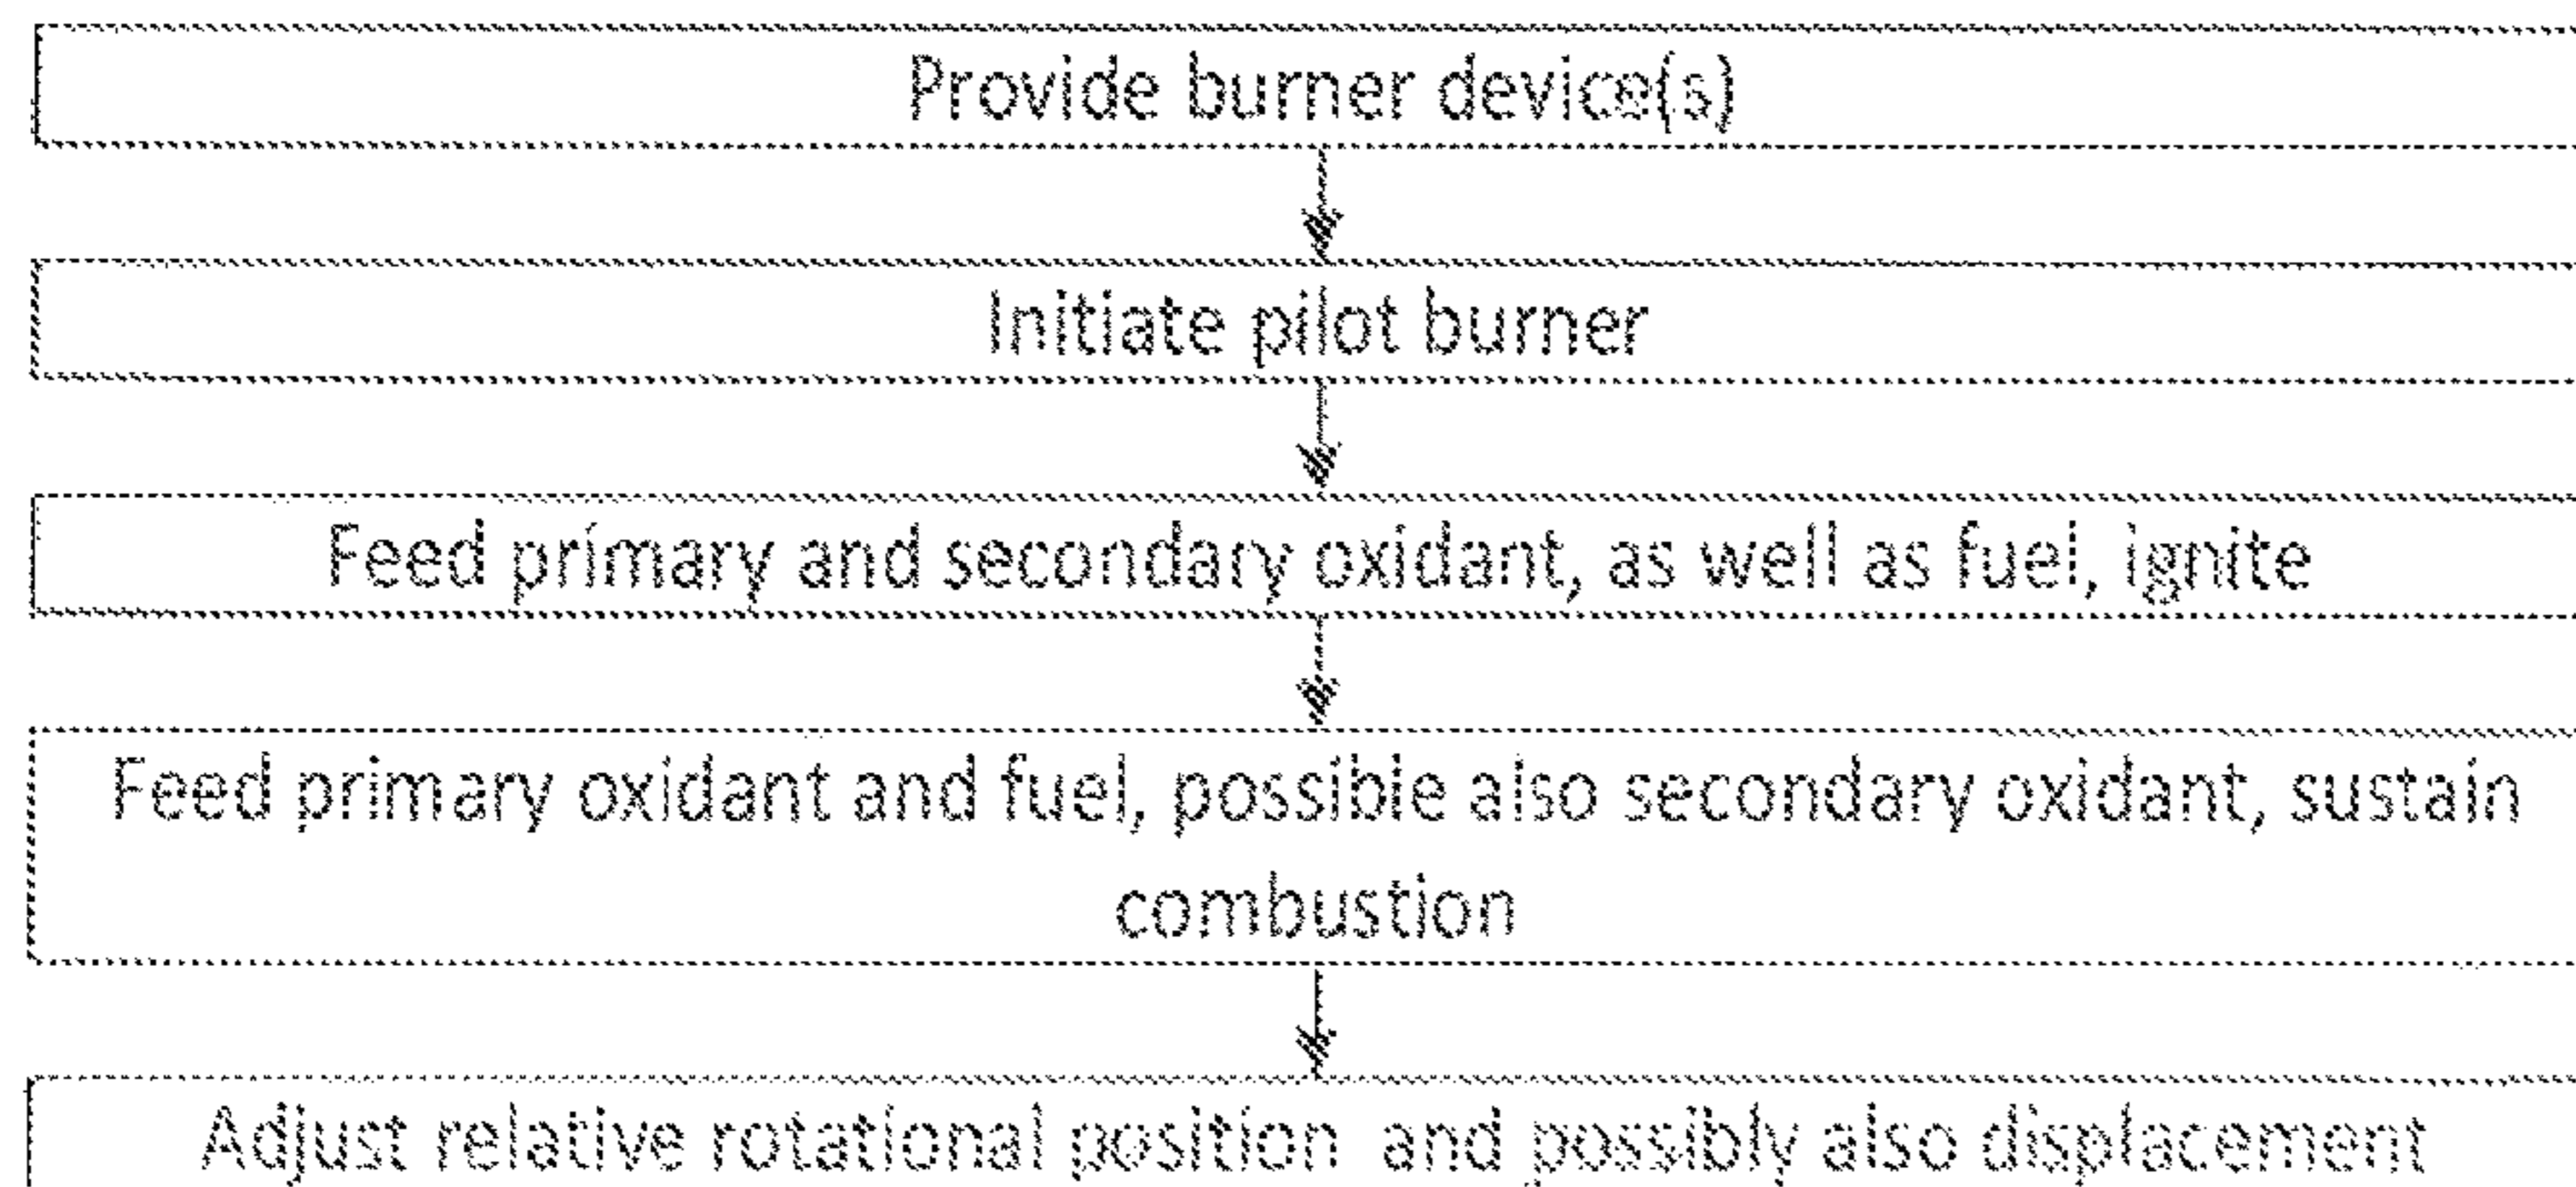 Provide burner device(s)
Initiate pilot burner
Feed primary and secondary oxidant, as well as fuel, ignite
Feed primary oxidant and fuel, possible also secondary oxidant, sustain
combustion
Adjust relative rotational position and possibly also displacement